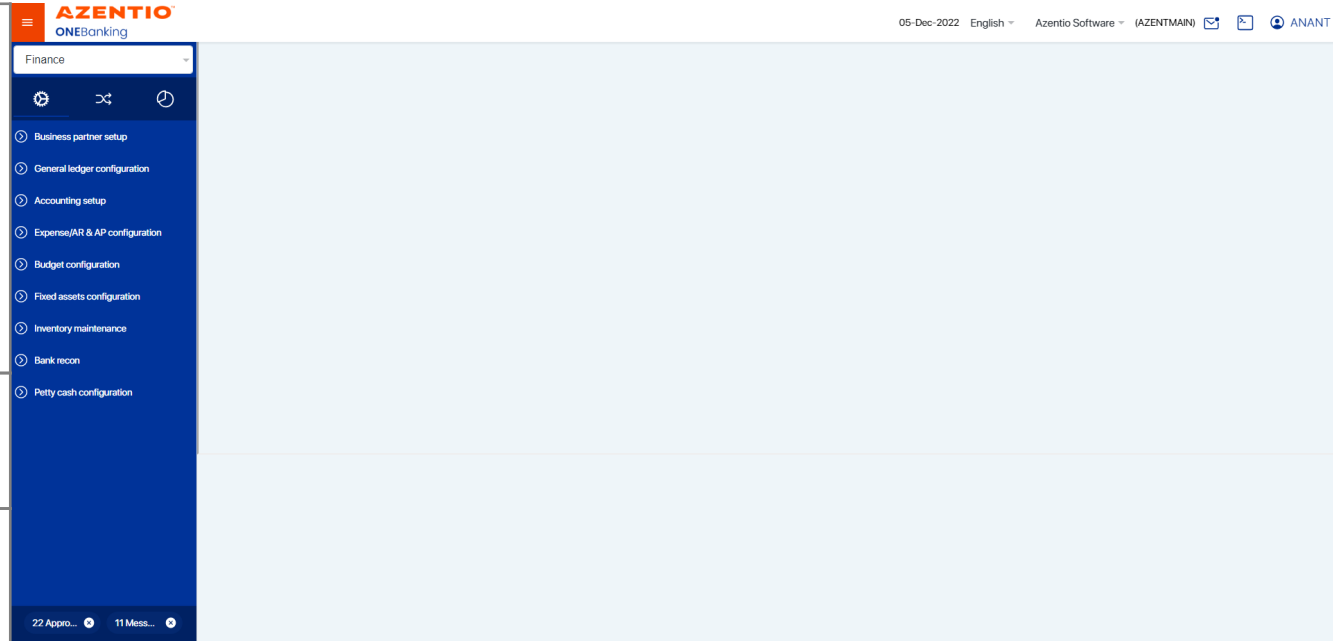 AZENTIO
ONEBanking
05-Dec-2022 English Azentio Software (AZENTMAIN) ANANT
Finance
Business partner setup
General ledger configuration
Accounting setup
Expense/AR & AP configuration
Budget configuration
Fixed assets configuration
Inventory maintenance
Bank recon
Petty cash configuration
22 Appro... 11 Mess...